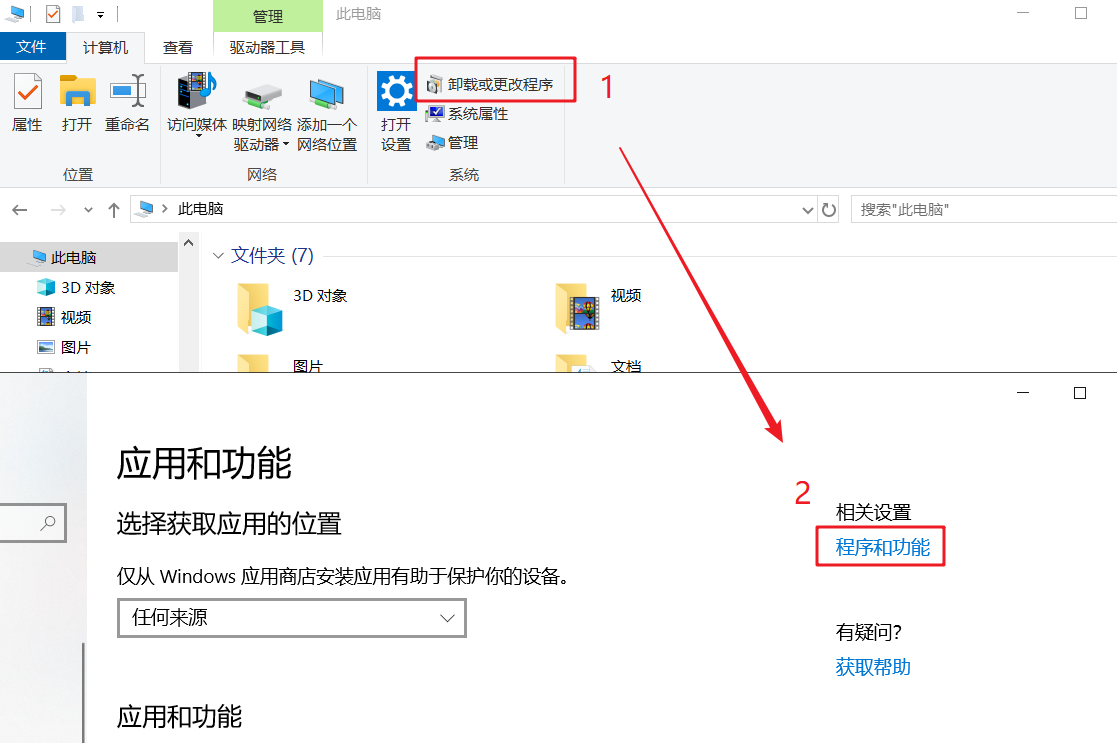 管理
此电脑
文件
计算机
查看
驱动器工具
属性
打开
重命名
位置
访问媒体
映射网络
驱动器
添加一个
网络位置
网络
打开
设置
卸载或更改程序
系统属性
管理
系统
1
此电脑
搜索"此电脑"
此电脑
3D 对象
视频
图片
文件夹 (7)
3D 对象
视频
图片
文档
应用和功能
选择获取应用的位置
仅从 Windows 应用商店安装应用有助于保护你的设备。
任何来源
应用和功能
2
相关设置
程序和功能
有疑问?
获取帮助